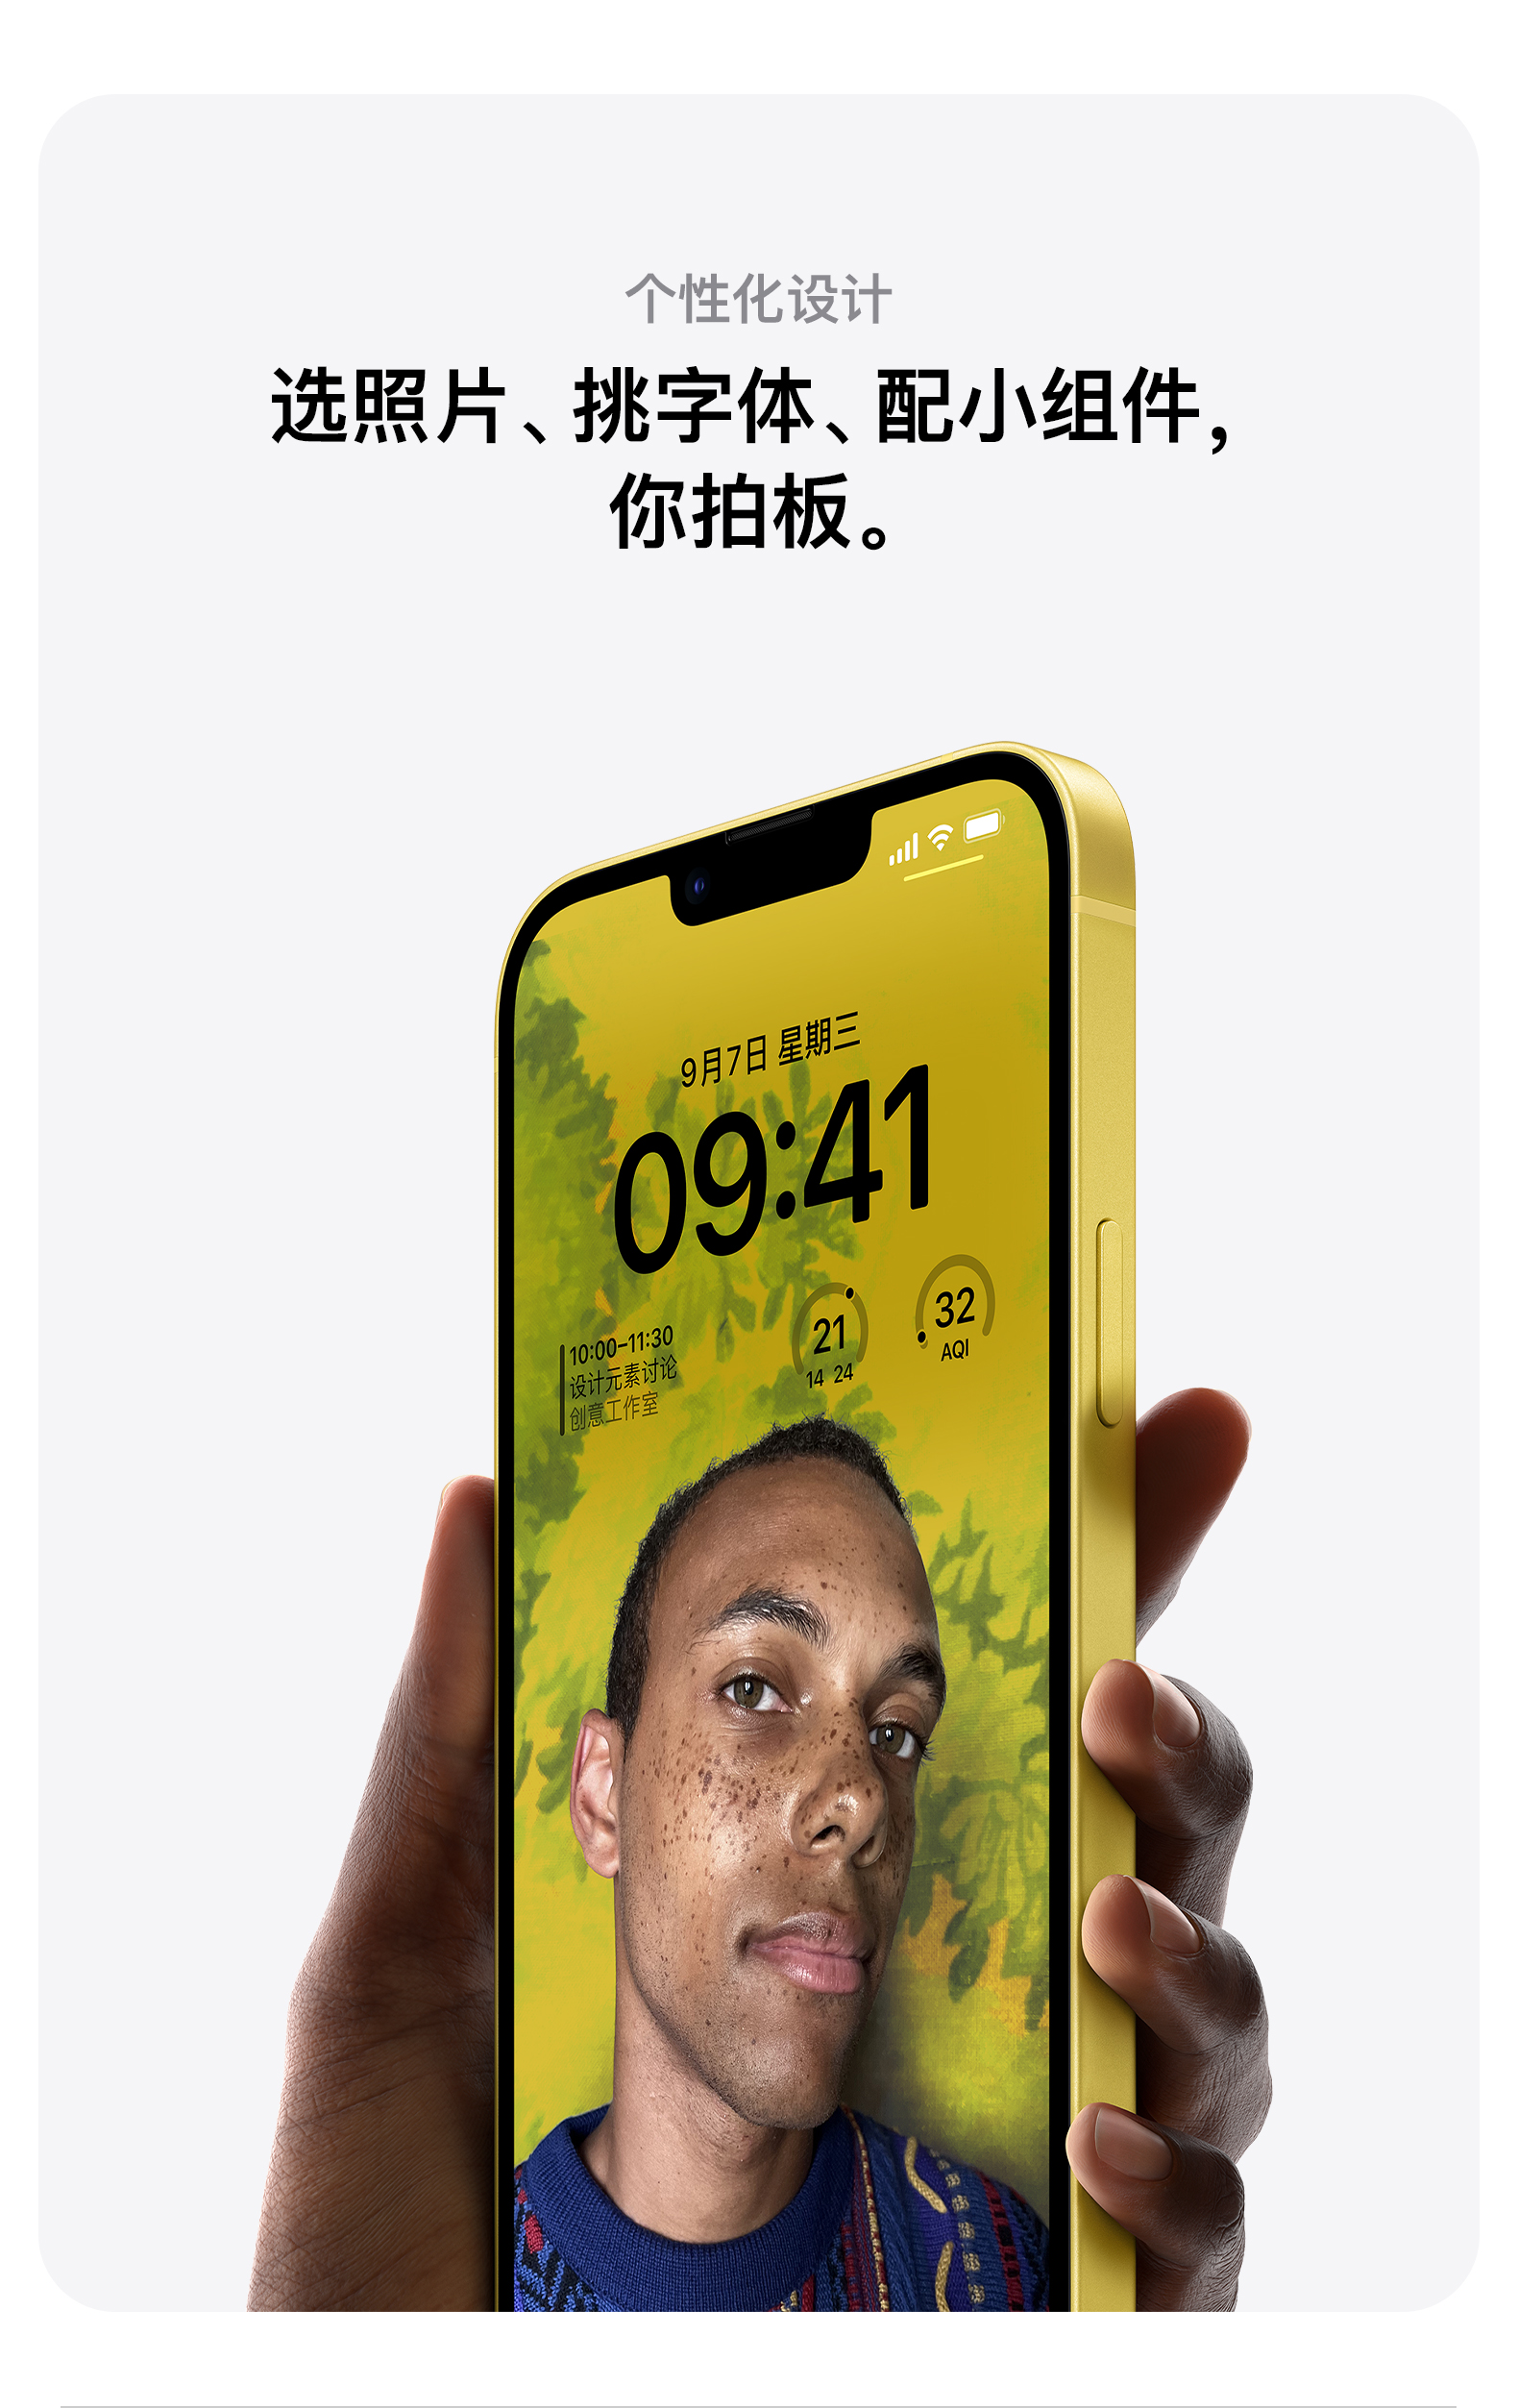 个性化设计
选照片、挑字体、配小组件，
你拍板。
9月7日 星期三
09:41
10:00–11:30
设计元素讨论
创意工作室
21
14 24
32
AQI